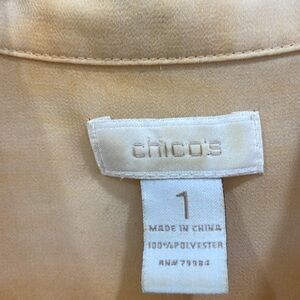 chico's
1
MADE IN CHINA
100% POLYESTER
RN# 79984